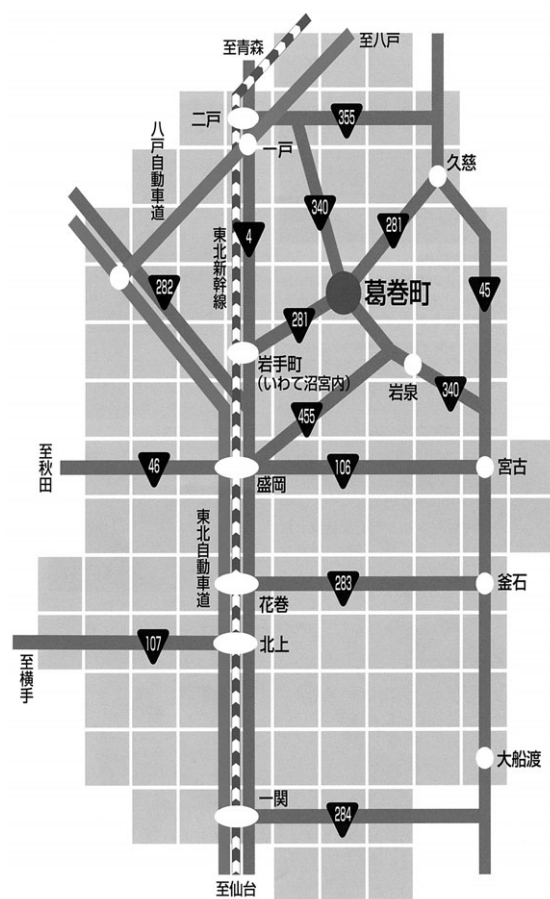 至青森
至八戸
二戸
355
一戸
八戸自動車道
久慈
340
281
東北新幹線
4
282
葛巻町
45
281
岩手町
(いわて沼宮内)
岩泉
340
455
至秋田
46
盛岡
106
宮古
東北自動車道
花巻
283
釜石
107
北上
至横手
大船渡
一関
284
至仙台